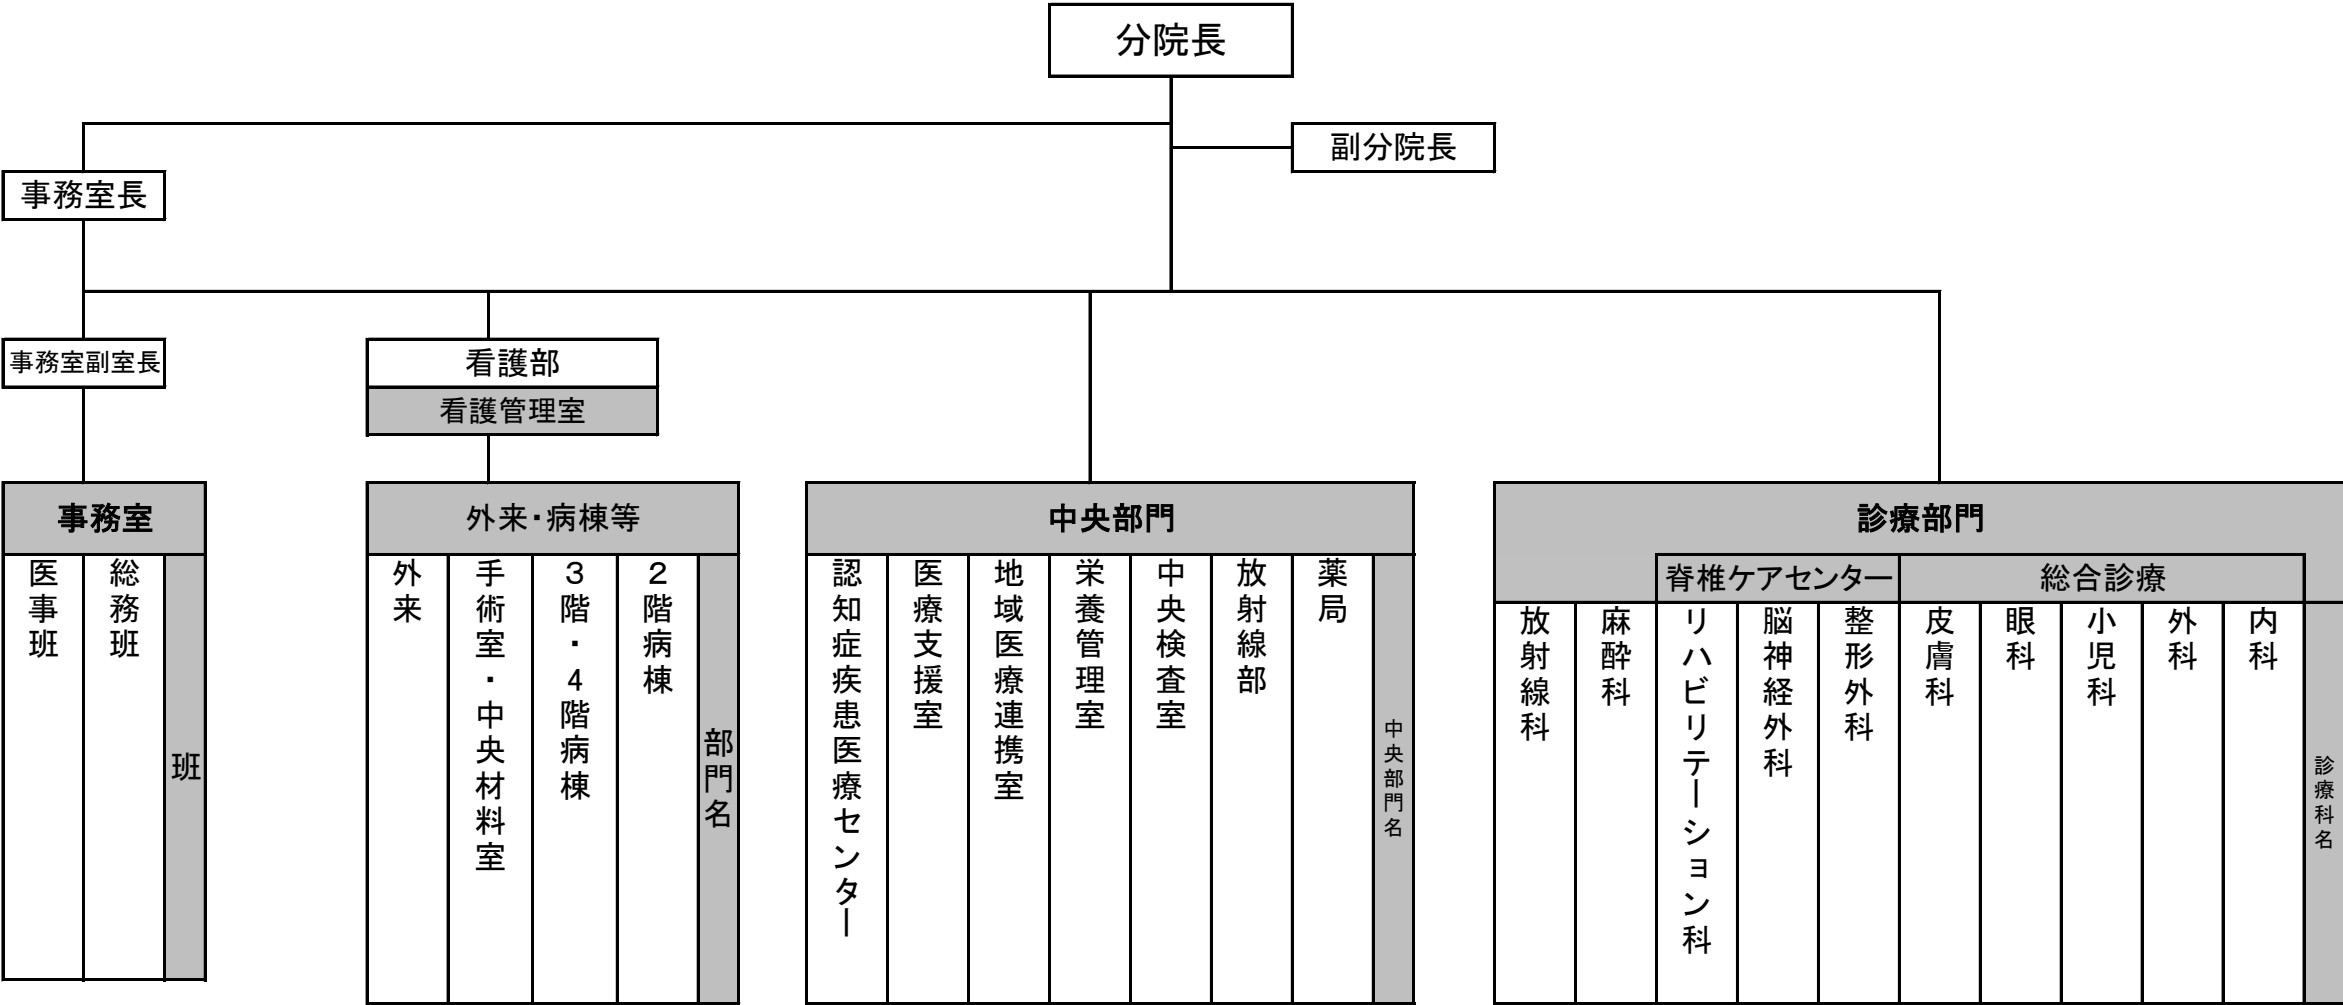 分院長
副分院長
事務室長
事務室副室長
看護部
看護管理室
事務室
医事班
総務班
班
外来・病棟等
外来
手術室・中央材料室
3階・4階病棟
2階病棟
部門名
中央部門
認知症疾患医療センター
医療支援室
地域医療連携室
栄養管理室
中央検査室
放射線部
薬局
中央部門名
診療部門
脊椎ケアセンター
総合診療
放射線科
麻酔科
リハビリテーション科
脳神経外科
整形外科
皮膚科
眼科
小児科
外科
内科
診療科名